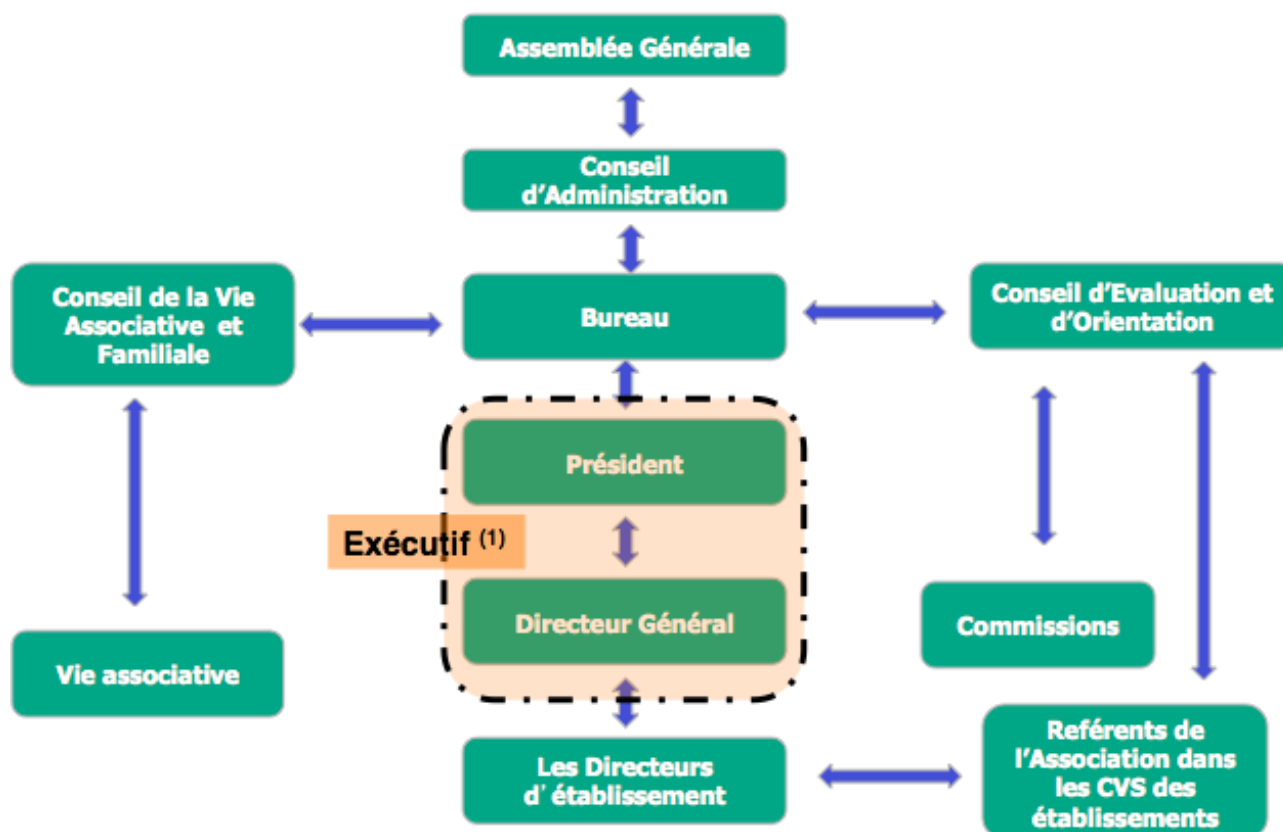 Assemblée Générale
Conseil
d'Administration
Conseil de la Vie
Associative et
Familiale
Bureau
Conseil d'Evaluation et
d'Orientation
Président
Exécutif (1)
Directeur Général
Commissions
Vie associative
Les Directeurs
d'établissement
Reférents de
l'Association dans
les CVS des
établissements